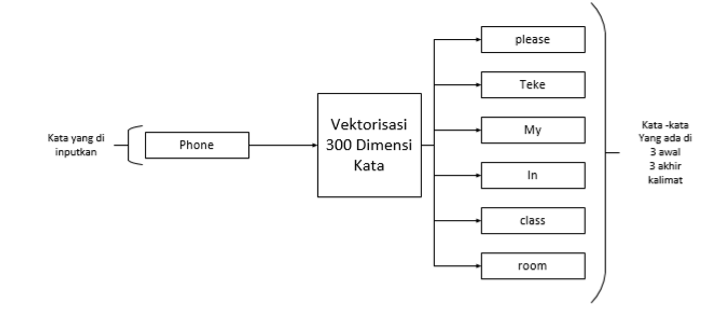 Kata yang di
inputkan
Phone
Vektorisasi
300 Dimensi
Kata
please
Teke
My
In
class
room
Kata -kata
Yang ada di
3 awal
3 akhir
kalimat